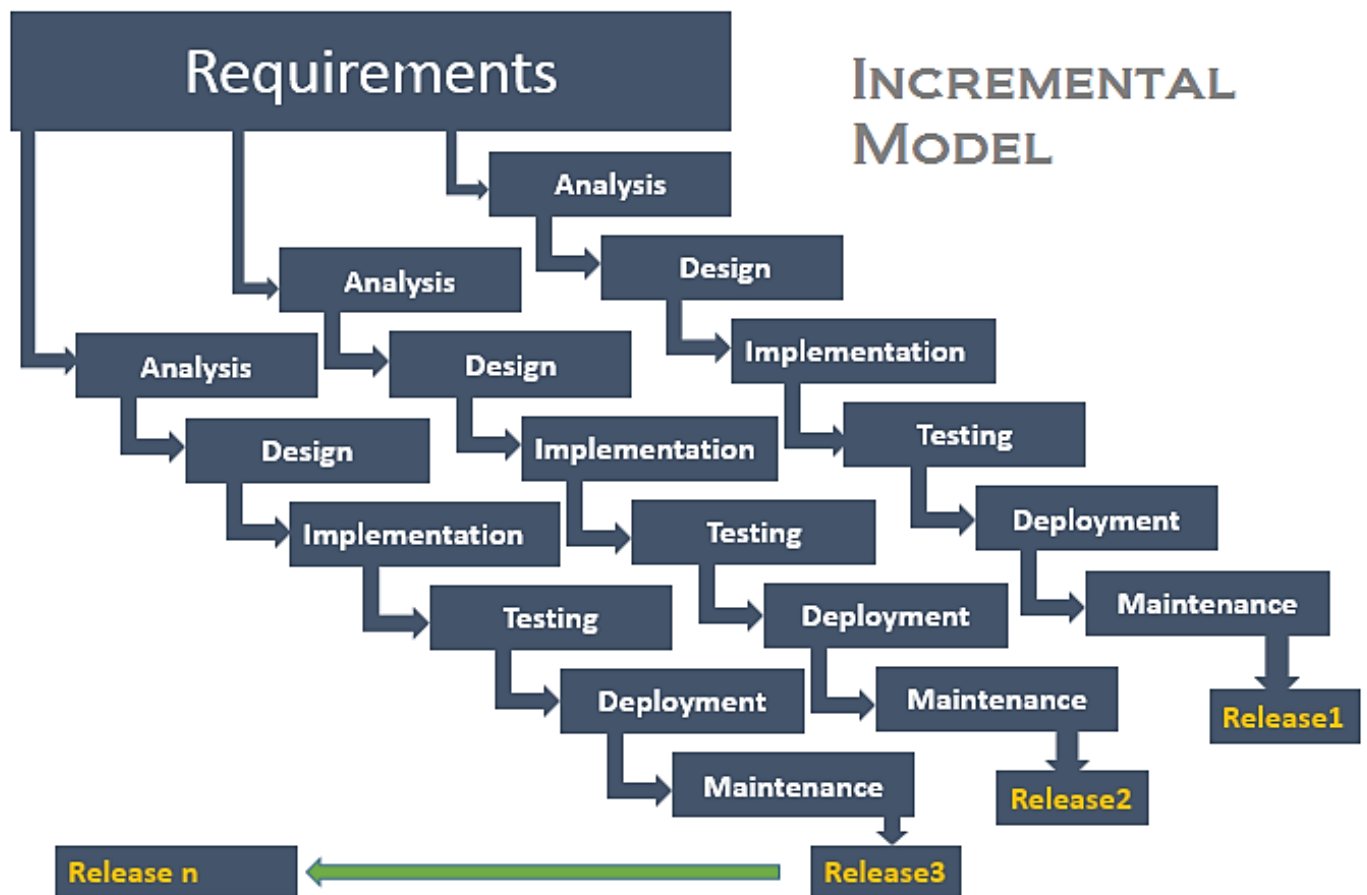 Requirements
INCREMENTAL
MODEL
Analysis
Design
Implementation
Testing
Deployment
Maintenance
Release1
Analysis
Design
Implementation
Testing
Deployment
Maintenance
Release2
Analysis
Design
Implementation
Testing
Deployment
Maintenance
Release3
Release n